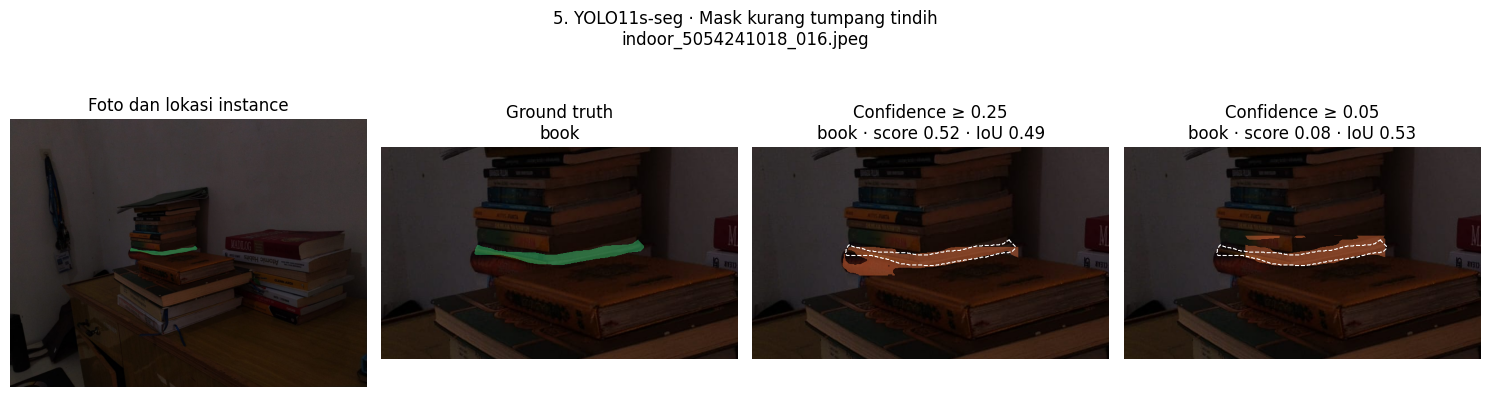 5. YOLO11s-seg · Mask kurang tumpang tindih
indoor_5054241018_016.jpeg
Foto dan lokasi instance
Ground truth
book
Confidence ≥ 0.25
book · score 0.52 · IoU 0.49
Confidence ≥ 0.05
book · score 0.08 · IoU 0.53